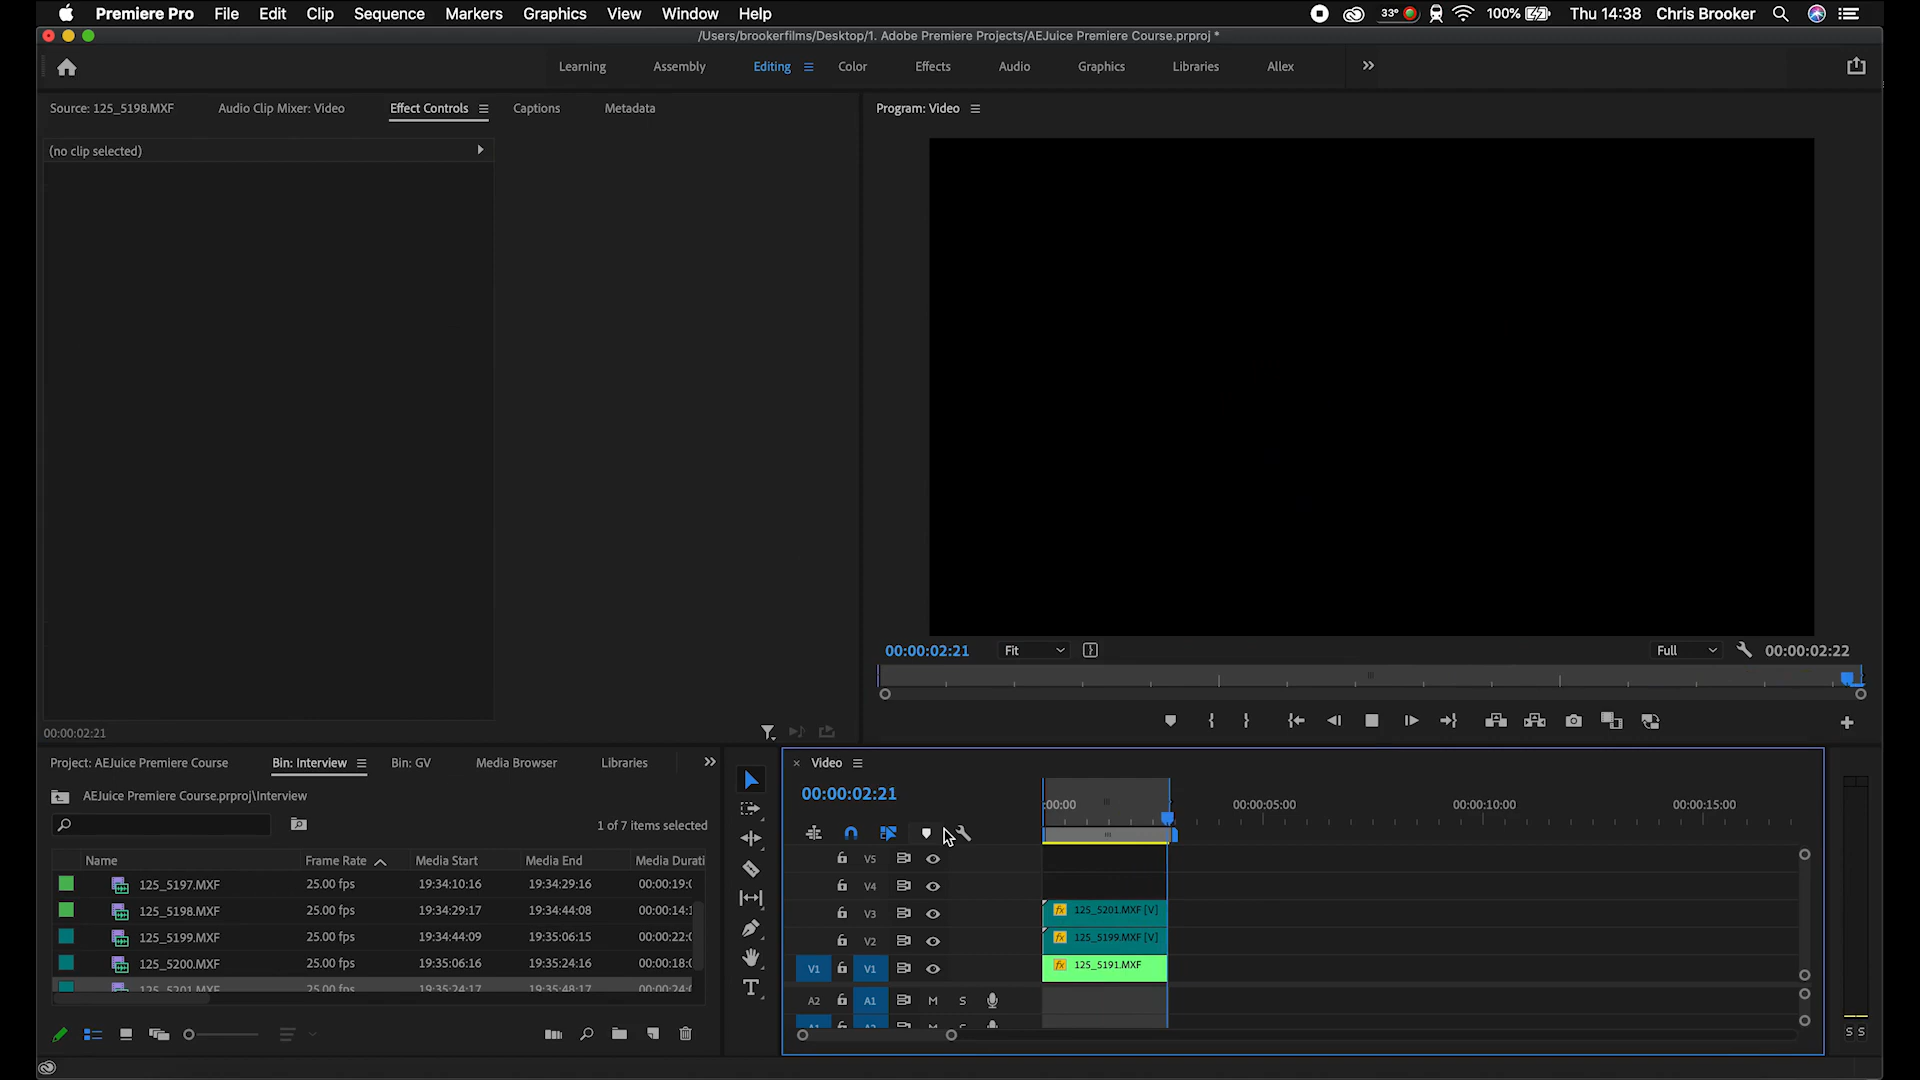 Premiere Pro File Edit Clip Sequence Markers Graphics View Window Help 33° 100% Thu 14:38 Chris Brooker
/Users/brookerfilms/Desktop/1. Adobe Premiere Projects/AEJuice Premiere Course.prproj *
Learning Assembly Editing Color Effects Audio Graphics Libraries Allex
Source: 125_5198.MXF Audio Clip Mixer: Video Effect Controls Captions Metadata
Program: Video
(no clip selected)
00:00:02:21 Fit Full 00:00:02:22
00:00:02:21
Project: AEJuice Premiere Course Bin: Interview Bin: GV Media Browser Libraries
AEJuice Premiere Course.prproj\Interview
1 of 7 items selected
Name Frame Rate Media Start Media End Media Durati
125_5197.MXF 25.00 fps 19:34:10:16 19:34:29:16 00:00:19:0
125_5198.MXF 25.00 fps 19:34:29:17 19:34:44:08 00:00:14:1
125_5199.MXF 25.00 fps 19:34:44:09 19:35:06:15 00:00:22:0
125_5200.MXF 25.00 fps 19:35:06:16 19:35:24:16 00:00:18:0
125_5201.MXF 25.00 fps 19:35:24:17 19:35:48:17 00:00:24:0
T
Video
00:00:02:21
:00:00 00:00:05:00 00:00:10:00 00:00:15:00
V5
V4
V3 fx 125_5201.MXF [V]
V2 fx 125_5199.MXF [V]
V1 V1 fx 125_5191.MXF
A2 A1 M S
S S